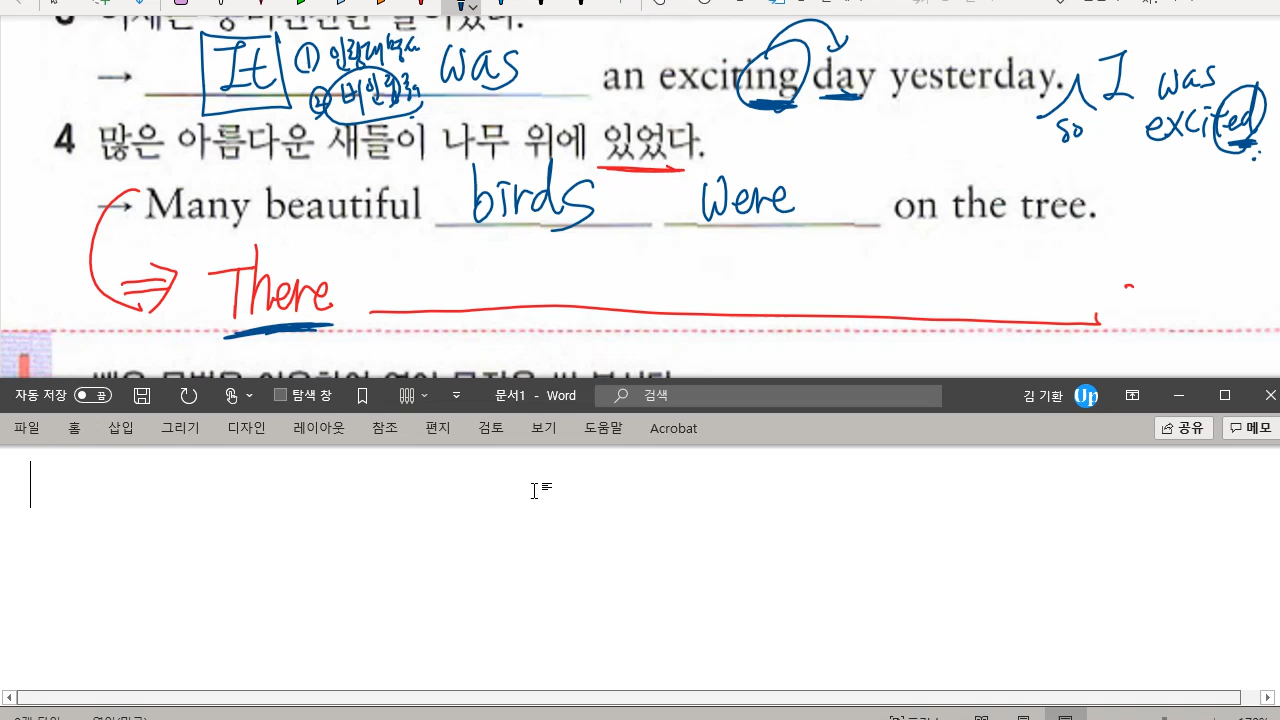 It ① 인칭대명사 was
② 비인칭주어
→ an exciting day yesterday. so I was excited
4 많은 아름다운 새들이 나무 위에 있었다.
→ Many beautiful birds were on the tree.
⇒ There
자동 저장 끔 탐색 창 문서1 - Word 검색 김 기환 Up
파일 홈 삽입 그리기 디자인 레이아웃 참조 편지 검토 보기 도움말 Acrobat 공유 메모